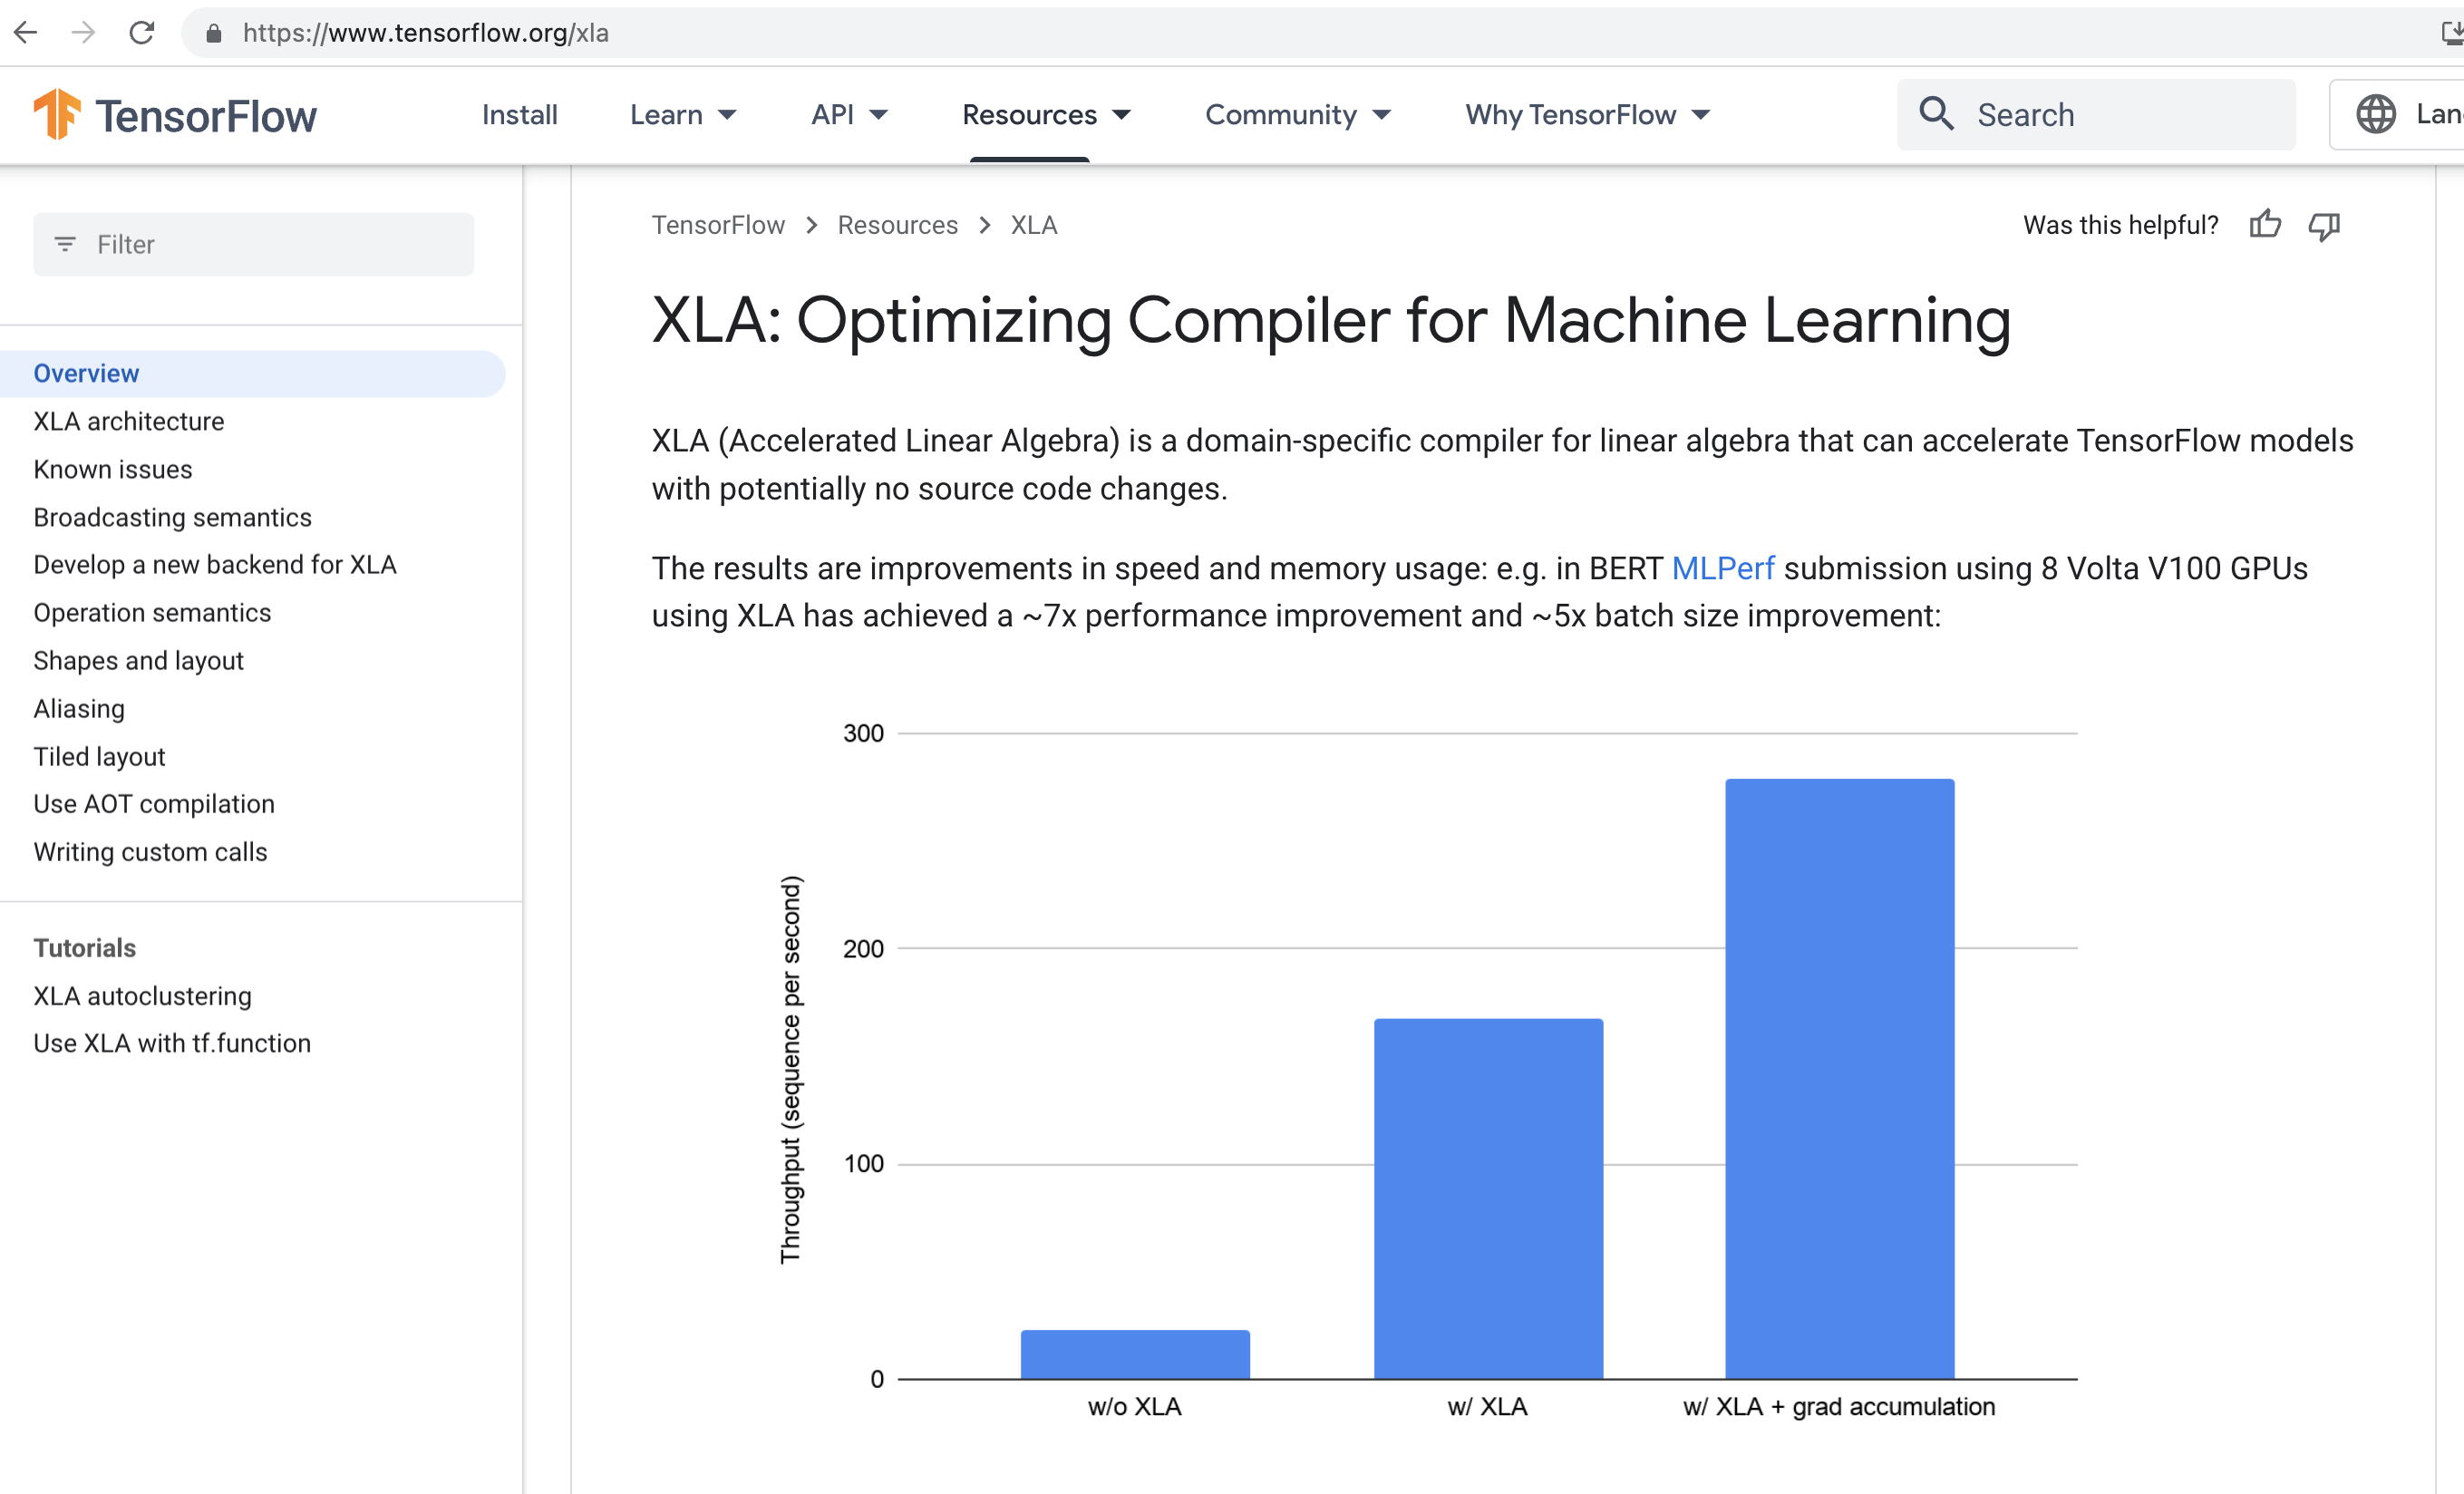 https://www.tensorflow.org/xla
TensorFlow
Install
Learn
API
Resources
Community
Why TensorFlow
Search
Filter
Overview
XLA architecture
Known issues
Broadcasting semantics
Develop a new backend for XLA
Operation semantics
Shapes and layout
Aliasing
Tiled layout
Use AOT compilation
Writing custom calls
Tutorials
XLA autoclustering
Use XLA with tf.function
TensorFlow > Resources > XLA
Was this helpful?
XLA: Optimizing Compiler for Machine Learning
XLA (Accelerated Linear Algebra) is a domain-specific compiler for linear algebra that can accelerate TensorFlow models
with potentially no source code changes.
The results are improvements in speed and memory usage: e.g. in BERT MLPerf submission using 8 Volta V100 GPUs
using XLA has achieved a ~7x performance improvement and ~5x batch size improvement:
Throughput (sequence per second)
300
200
100
0
w/o XLA
w/ XLA
w/ XLA + grad accumulation